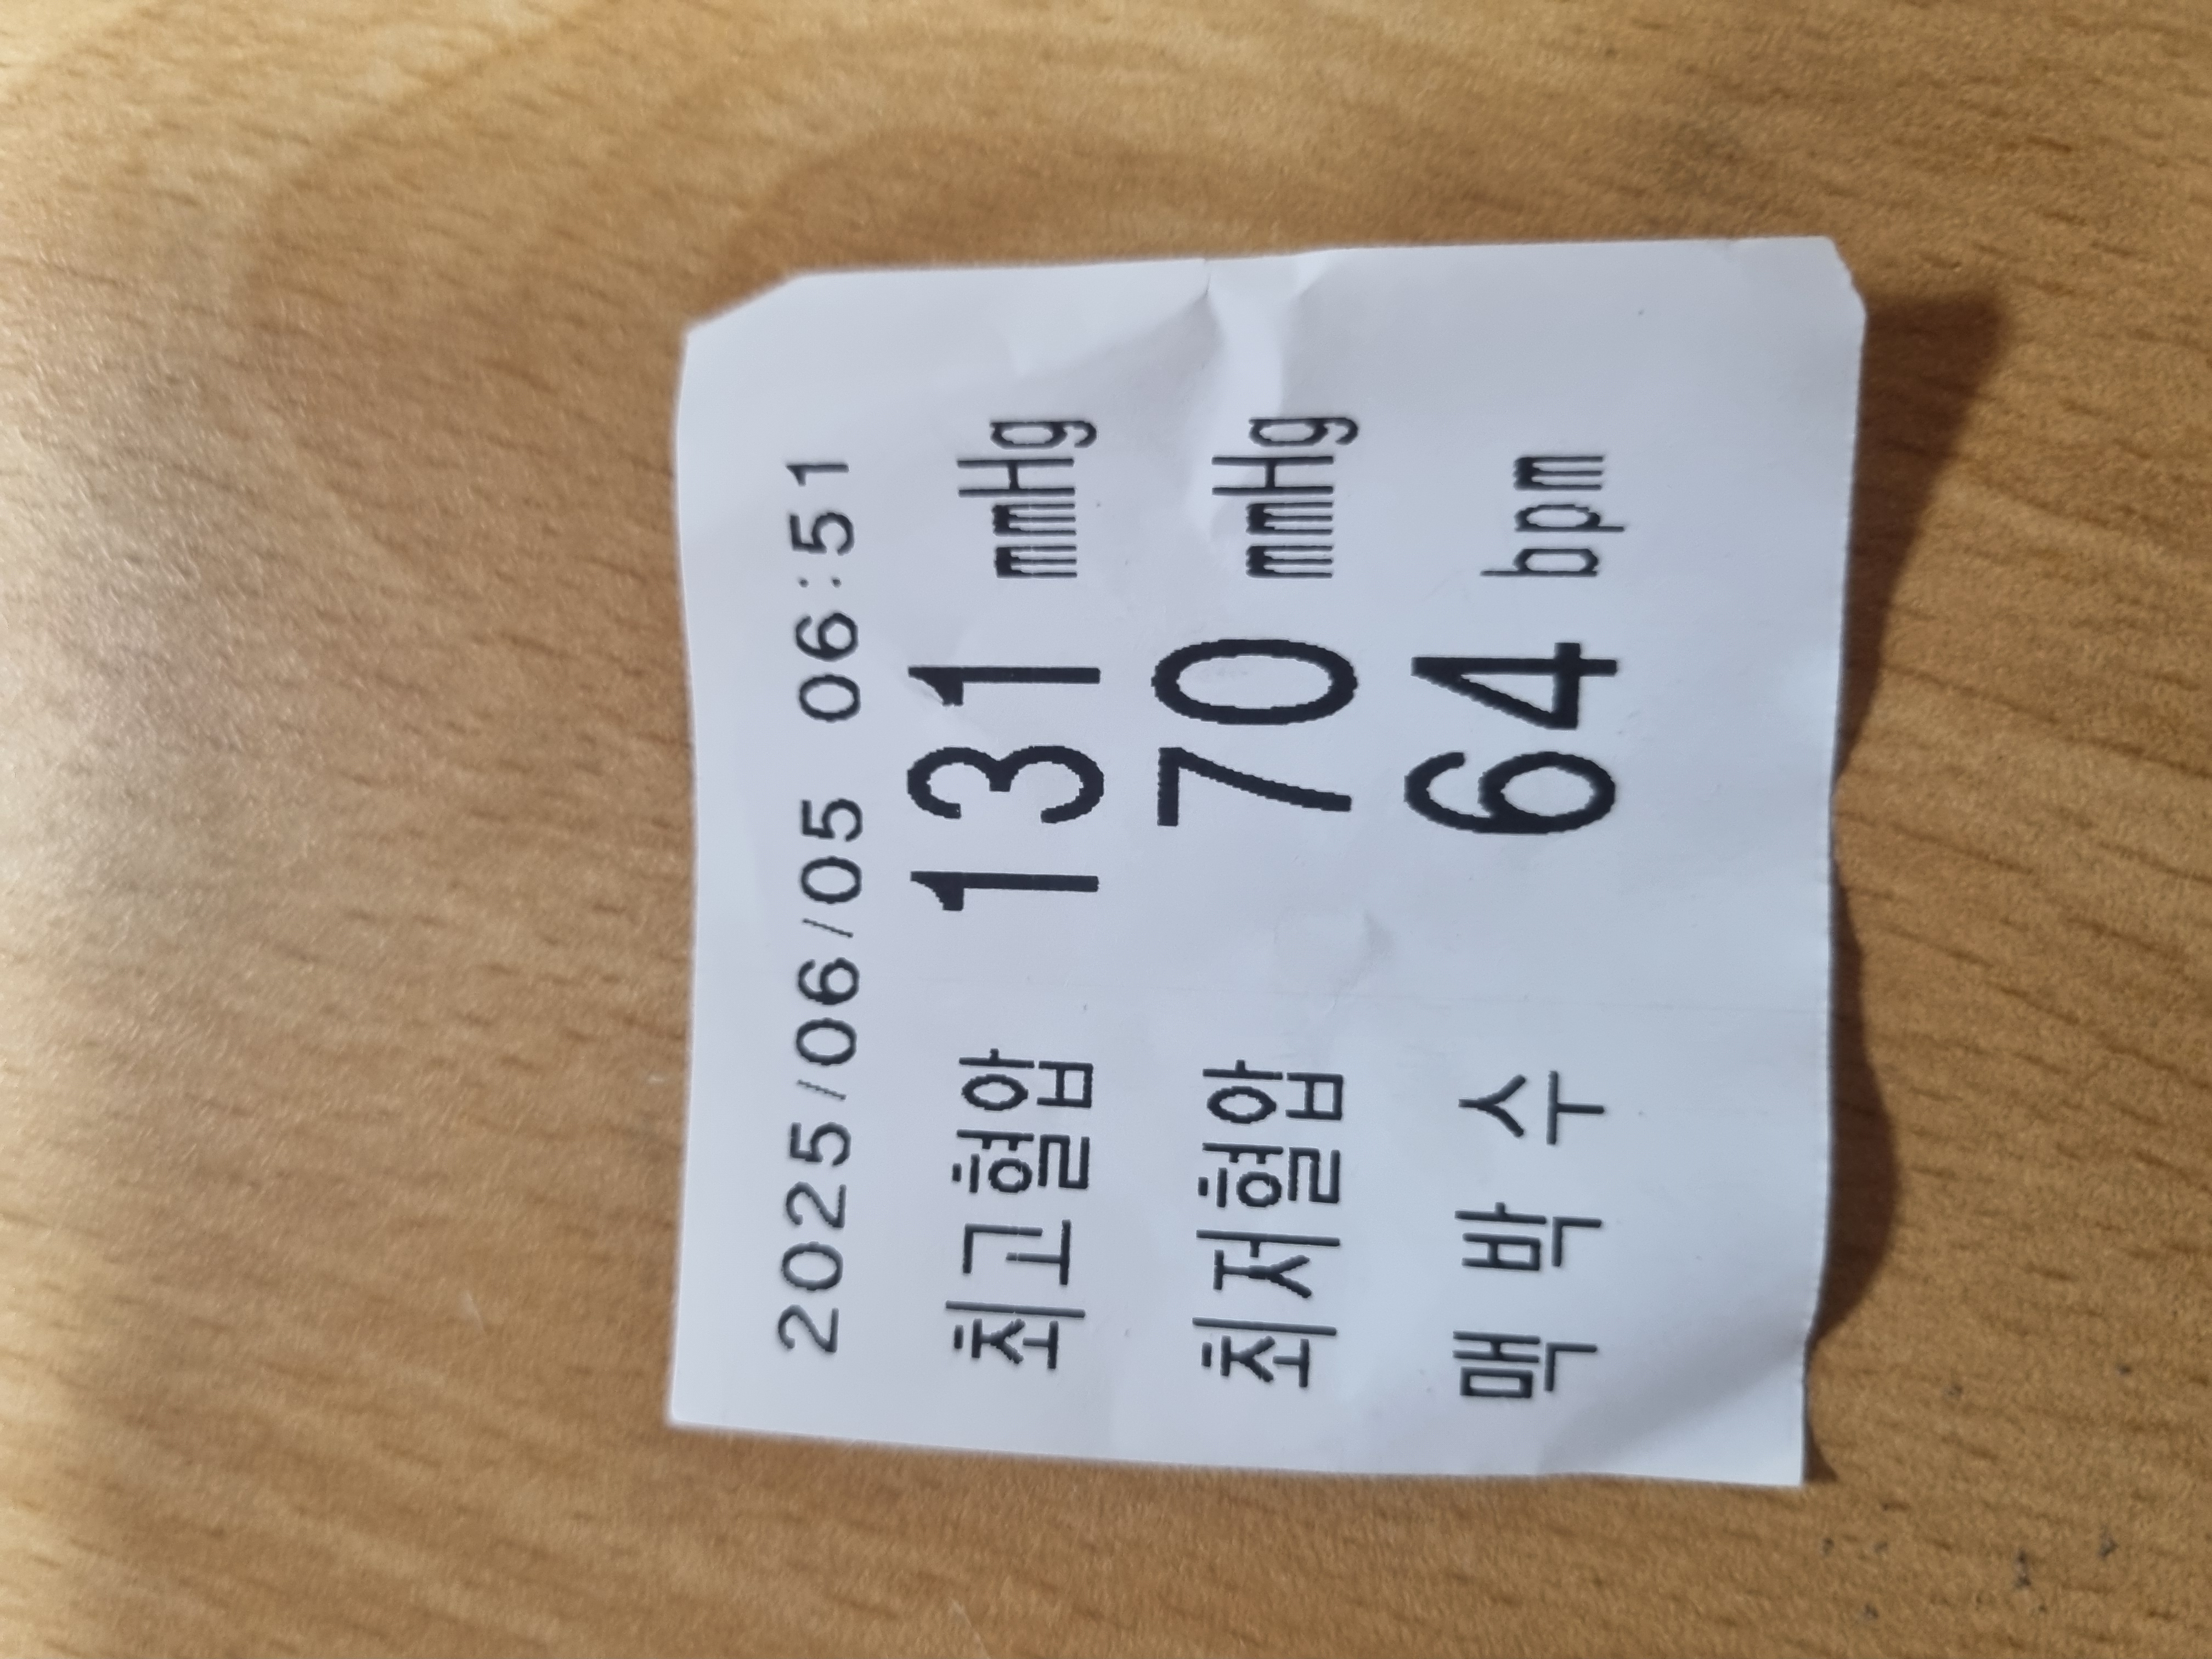 2025/06/05 06:51
최고혈압 131 mmHg
최저혈압 70 mmHg
맥 박 수 64 bpm